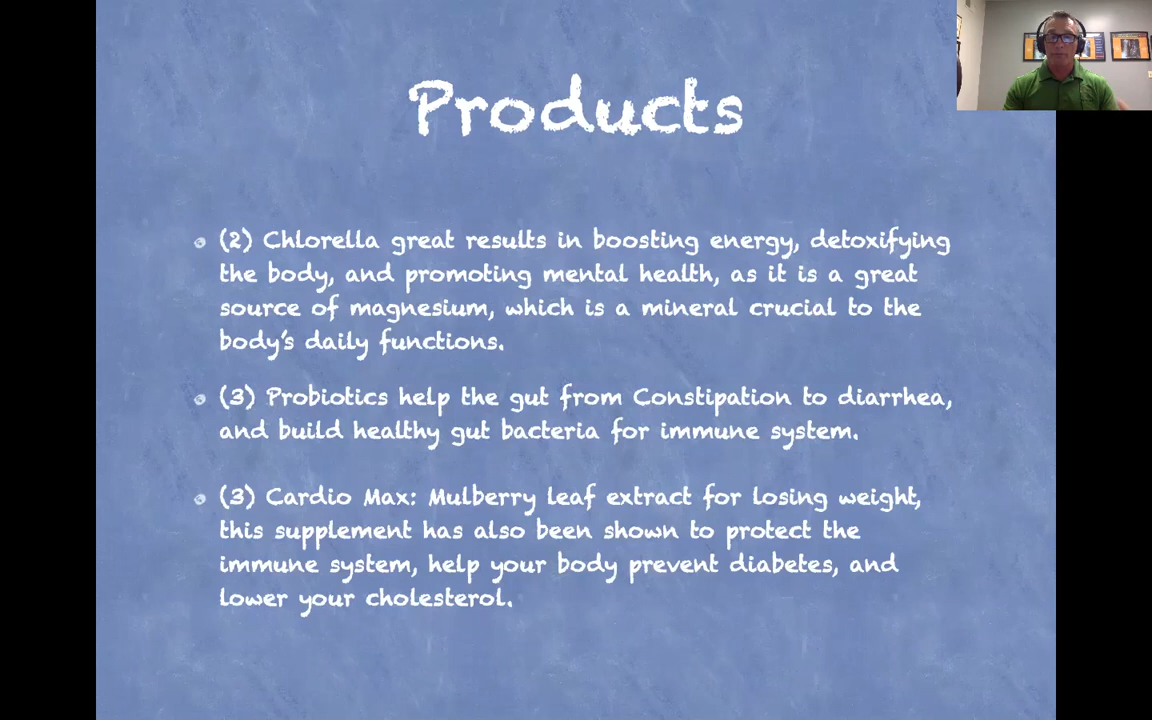 Products
(2) Chlorella great results in boosting energy, detoxifying
the body, and promoting mental health, as it is a great
source of magnesium, which is a mineral crucial to the
body's daily functions.
(3) Probiotics help the gut from Constipation to diarrhea,
and build healthy gut bacteria for immune system.
(3) Cardio Max: Mulberry leaf extract for losing weight,
this supplement has also been shown to protect the
immune system, help your body prevent diabetes, and
lower your cholesterol.